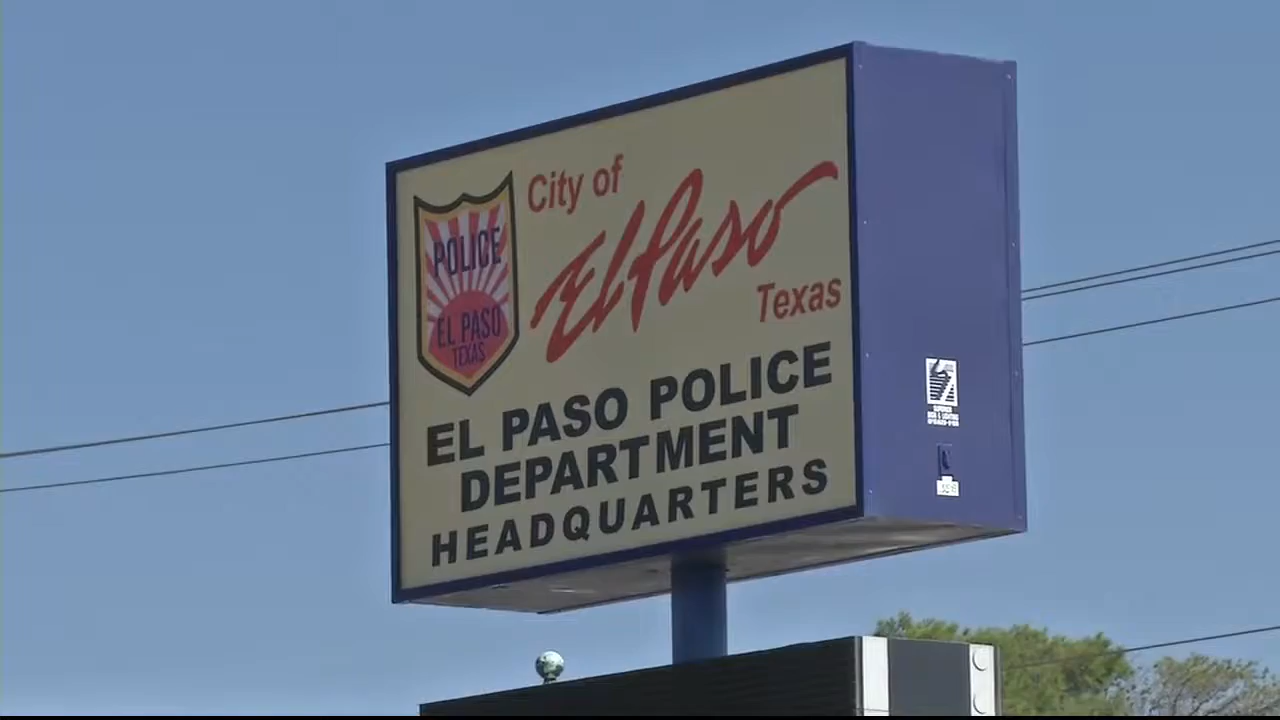 City of
El Paso
Texas
POLICE
EL PASO
TEXAS
EL PASO POLICE
DEPARTMENT
HEADQUARTERS